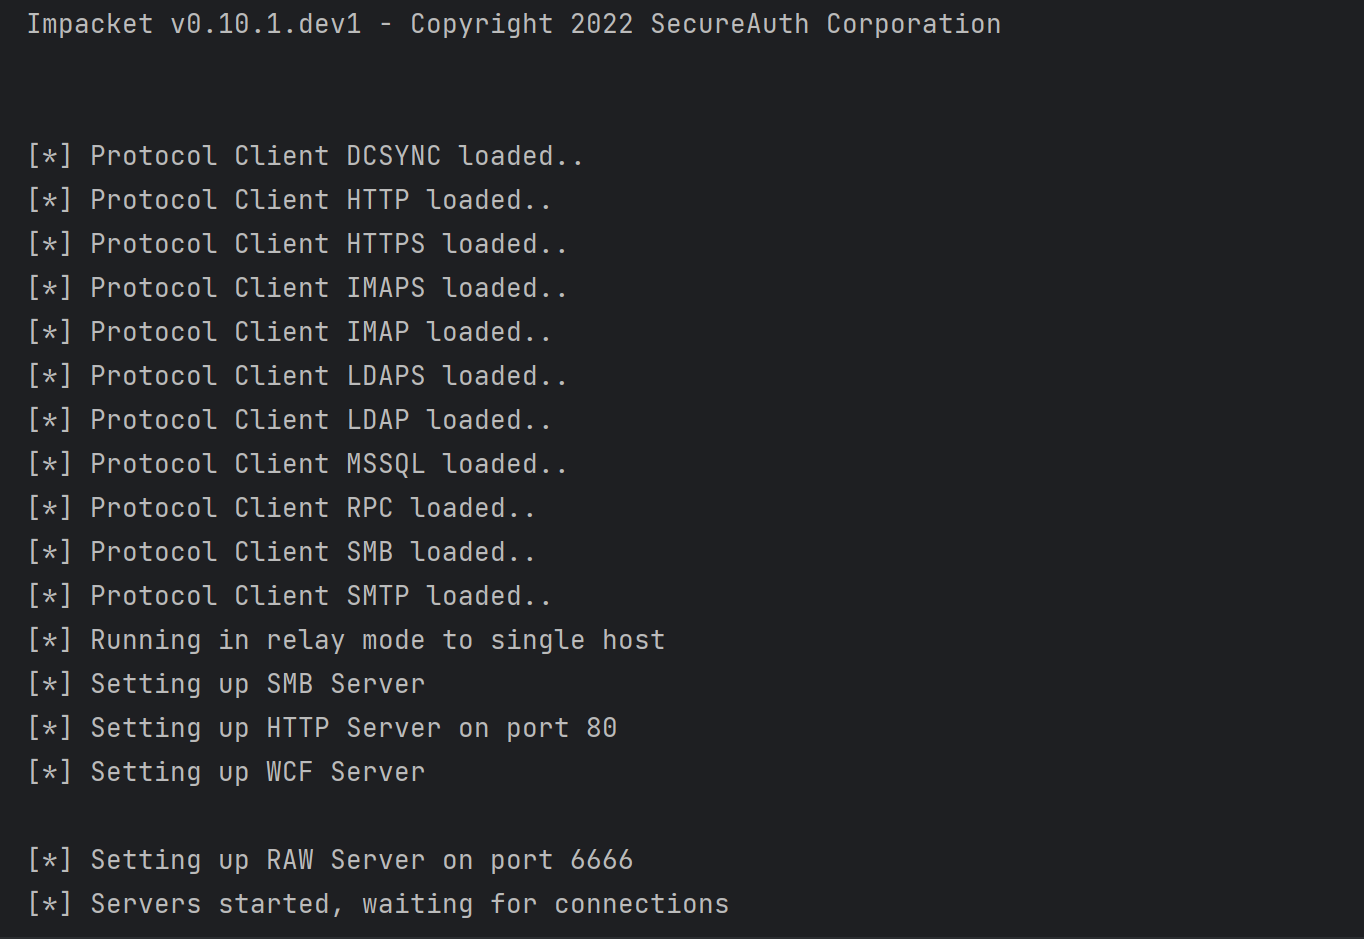 Impacket v0.10.1.dev1 - Copyright 2022 SecureAuth Corporation
[*] Protocol Client DCSYNC loaded..
[*] Protocol Client HTTP loaded..
[*] Protocol Client HTTPS loaded..
[*] Protocol Client IMAPS loaded..
[*] Protocol Client IMAP loaded..
[*] Protocol Client LDAPS loaded..
[*] Protocol Client LDAP loaded..
[*] Protocol Client MSSQL loaded..
[*] Protocol Client RPC loaded..
[*] Protocol Client SMB loaded..
[*] Protocol Client SMTP loaded..
[*] Running in relay mode to single host
[*] Setting up SMB Server
[*] Setting up HTTP Server on port 80
[*] Setting up WCF Server
[*] Setting up RAW Server on port 6666
[*] Servers started, waiting for connections